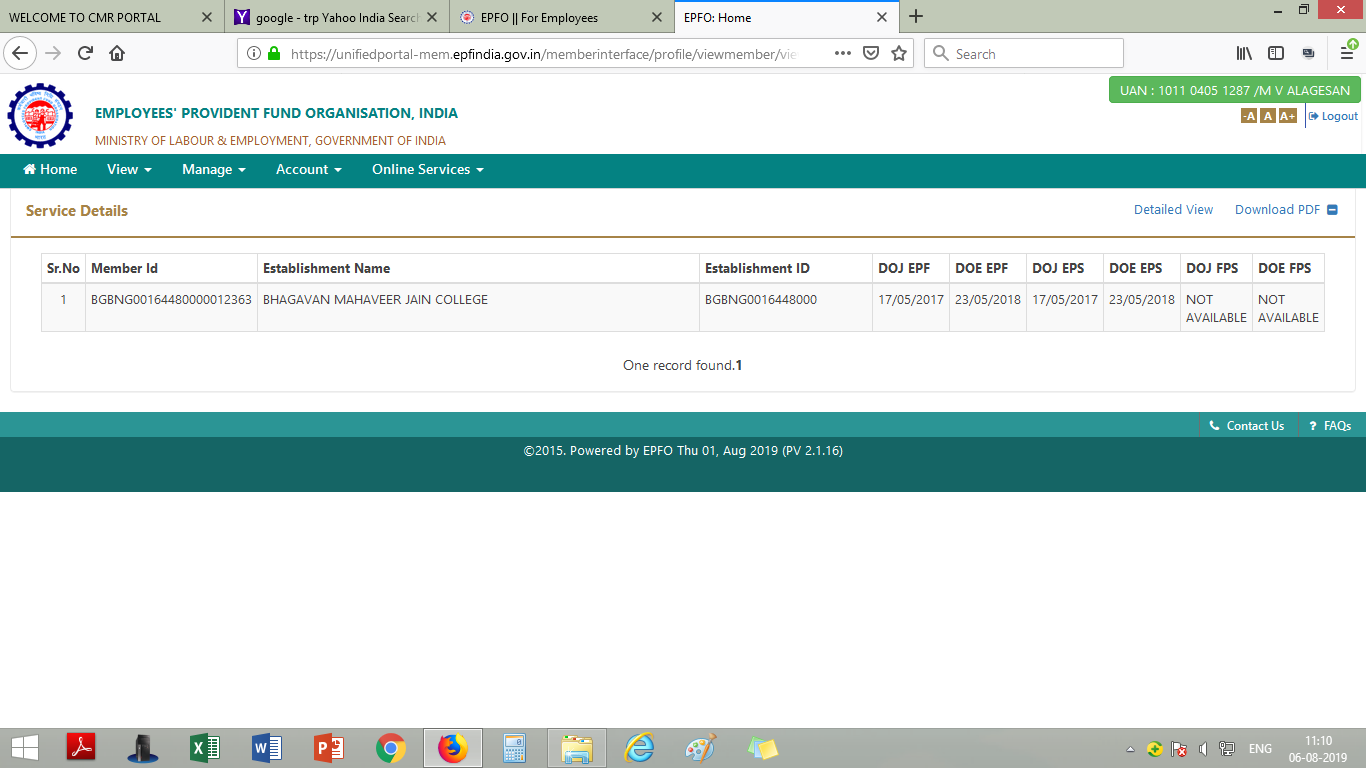 WELCOME TO CMR PORTAL
google - trp Yahoo India Search
EPFO || For Employees
EPFO: Home
https://unifiedportal-mem.epfindia.gov.in/memberinterface/profile/viewmember/vie
Search
UAN : 1011 0405 1287 /M V ALAGESAN
EMPLOYEES' PROVIDENT FUND ORGANISATION, INDIA
-A A A+ Logout
MINISTRY OF LABOUR & EMPLOYMENT, GOVERNMENT OF INDIA
Home View Manage Account Online Services
Service Details Detailed View Download PDF
Sr.No Member Id Establishment Name Establishment ID DOJ EPF DOE EPF DOJ EPS DOE EPS DOJ FPS DOE FPS
1 BGBNG00164480000012363 BHAGAVAN MAHAVEER JAIN COLLEGE BGBNG0016448000 17/05/2017 23/05/2018 17/05/2017 23/05/2018 NOT NOT
AVAILABLE AVAILABLE
One record found.1
Contact Us ? FAQs
©2015. Powered by EPFO Thu 01, Aug 2019 (PV 2.1.16)
ENG
11:10
06-08-2019